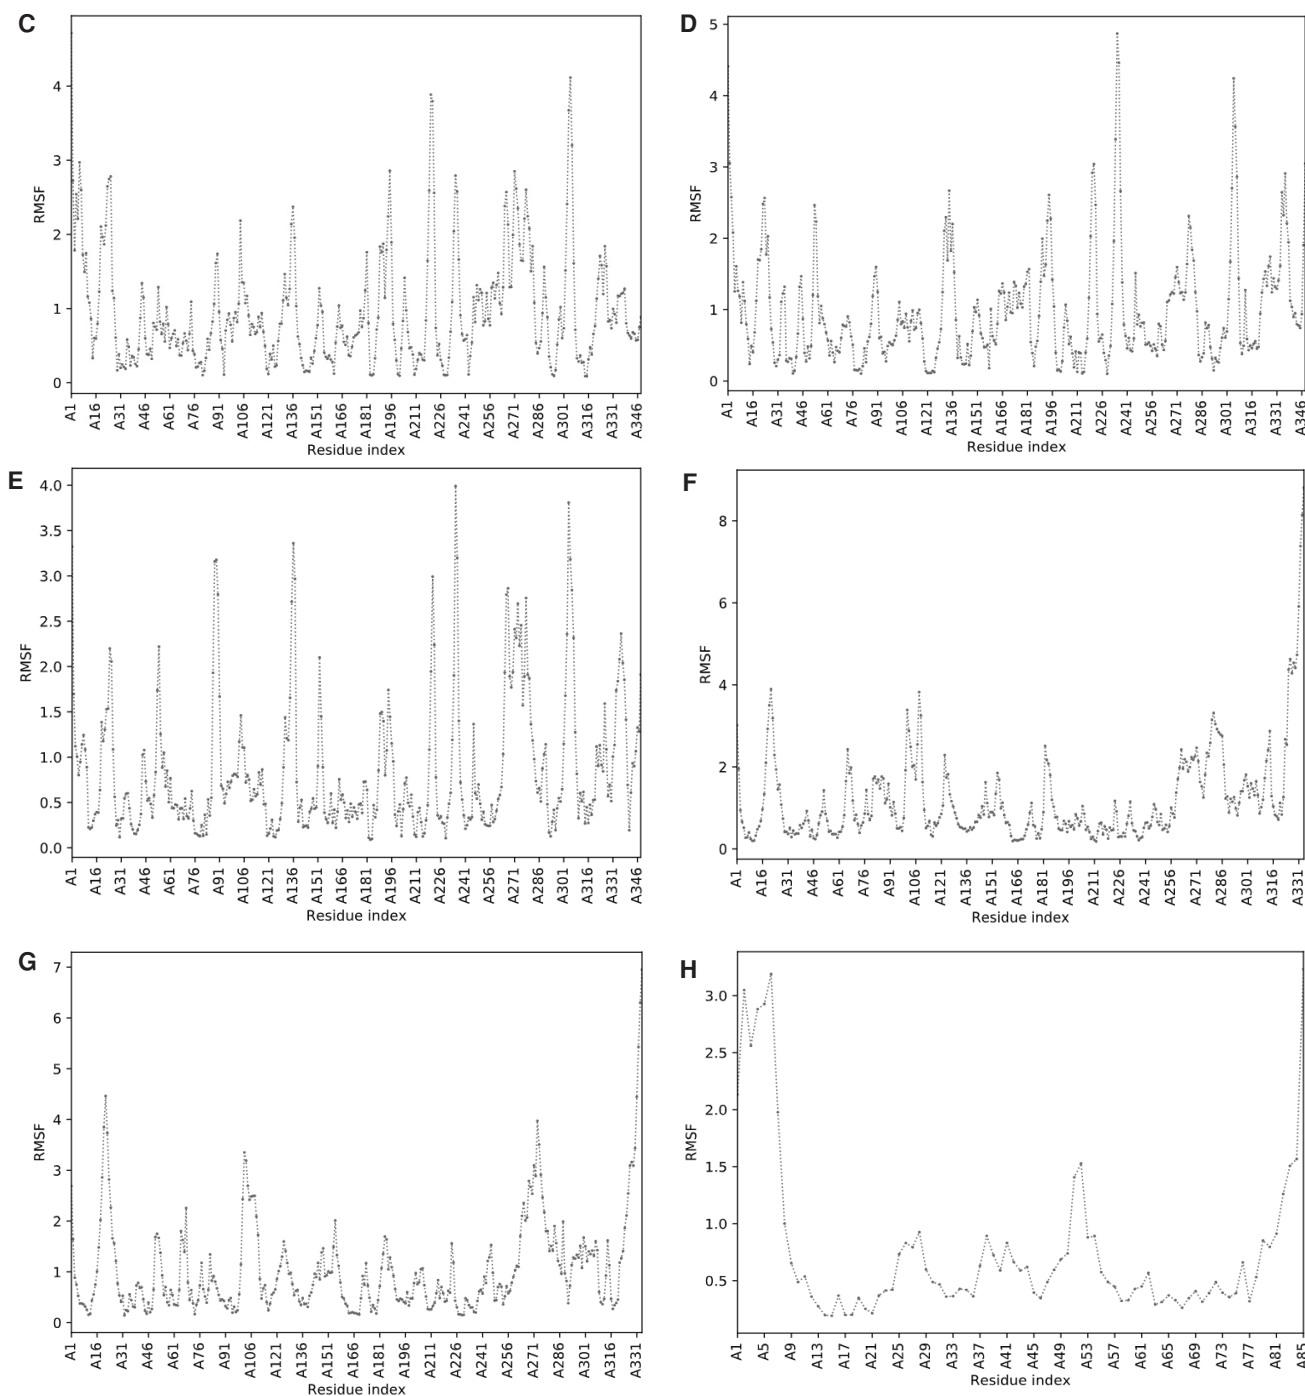 C
4
3
2
1
0
RMSF
A1 A16 A31 A46 A61 A76 A91 A106 A121 A136 A151 A166 A181 A196 A211 A226 A241 A256 A271 A286 A301 A316 A331 A346
Residue index
D
5
4
3
2
1
0
RMSF
A1 A16 A31 A46 A61 A76 A91 A106 A121 A136 A151 A166 A181 A196 A211 A226 A241 A256 A271 A286 A301 A316 A331 A346
Residue index
E
4.0
3.5
3.0
2.5
2.0
1.5
1.0
0.5
0.0
RMSF
A1 A16 A31 A46 A61 A76 A91 A106 A121 A136 A151 A166 A181 A196 A211 A226 A241 A256 A271 A286 A301 A316 A331 A346
Residue index
F
8
6
4
2
0
RMSF
A1 A16 A31 A46 A61 A76 A91 A106 A121 A136 A151 A166 A181 A196 A211 A226 A241 A256 A271 A286 A301 A316 A331
Residue index
G
7
6
5
4
3
2
1
0
RMSF
A1 A16 A31 A46 A61 A76 A91 A106 A121 A136 A151 A166 A181 A196 A211 A226 A241 A256 A271 A286 A301 A316 A331
Residue index
H
3.0
2.5
2.0
1.5
1.0
0.5
RMSF
A1 A5 A9 A13 A17 A21 A25 A29 A33 A37 A41 A45 A49 A53 A57 A61 A65 A69 A73 A77 A81 A85
Residue index